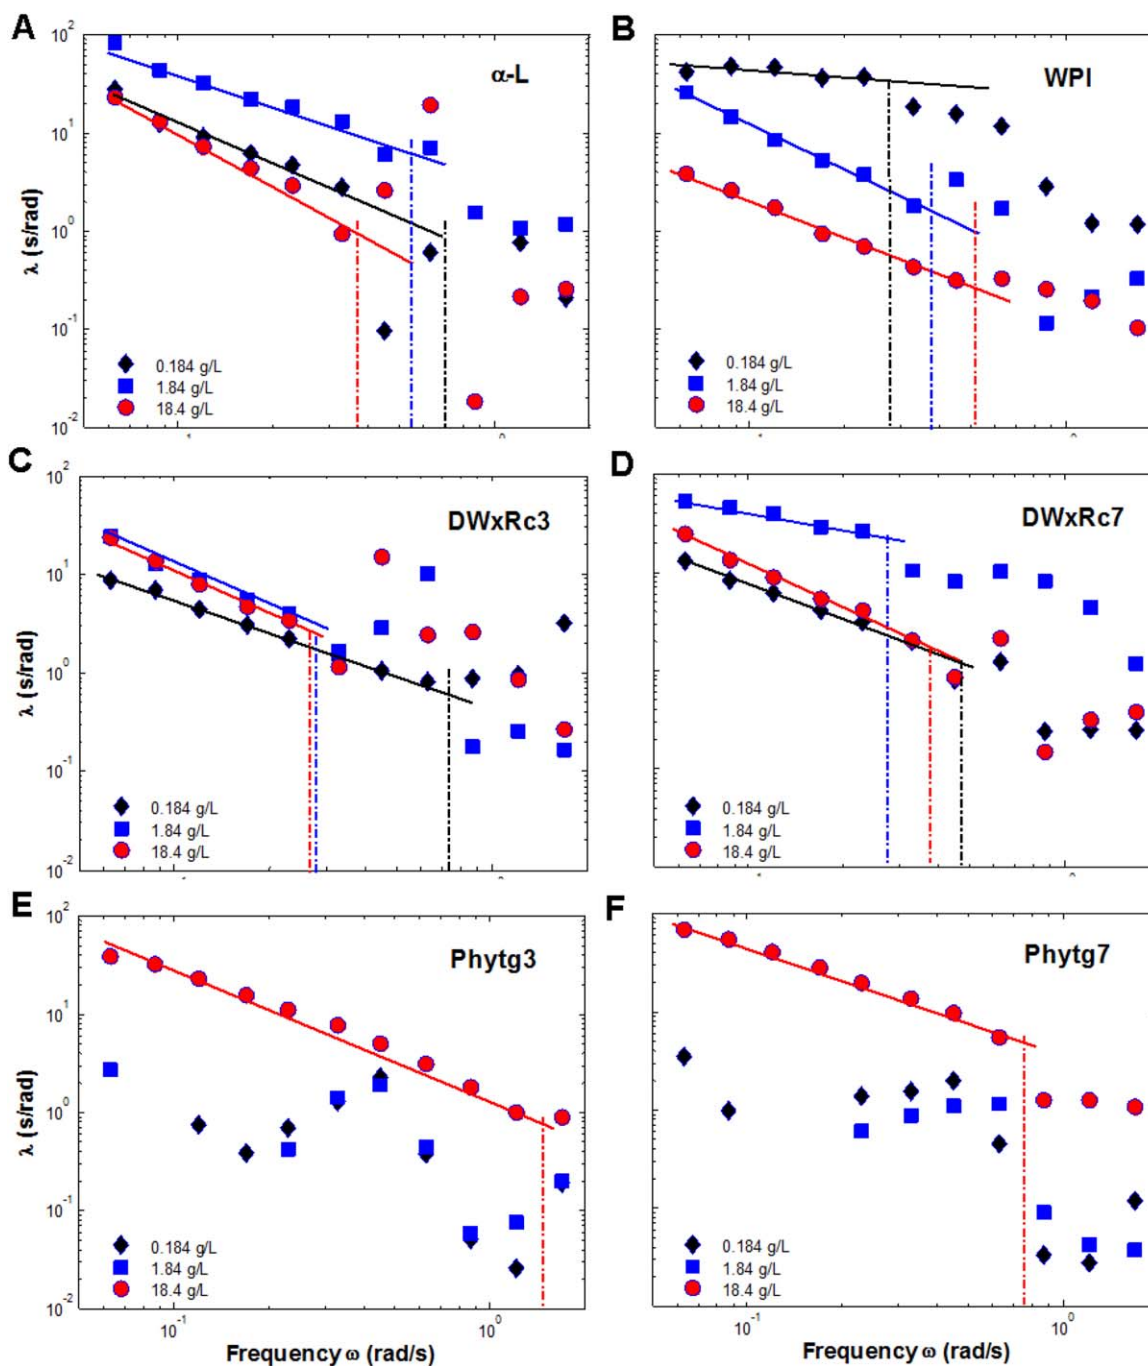 A
B
10²
10¹
10⁰
10⁻¹
10⁻²
λ (s/rad)
α-L
WPI
0.184 g/L
1.84 g/L
18.4 g/L
0.184 g/L
1.84 g/L
18.4 g/L
C
D
10²
10¹
10⁰
10⁻¹
10⁻²
λ (s/rad)
DWxRc3
DWxRc7
0.184 g/L
1.84 g/L
18.4 g/L
0.184 g/L
1.84 g/L
18.4 g/L
E
F
10²
10¹
10⁰
10⁻¹
10⁻²
λ (s/rad)
Phytg3
Phytg7
0.184 g/L
1.84 g/L
18.4 g/L
0.184 g/L
1.84 g/L
18.4 g/L
10⁻¹ 10⁰
10⁻¹ 10⁰
Frequency ω (rad/s)
Frequency ω (rad/s)